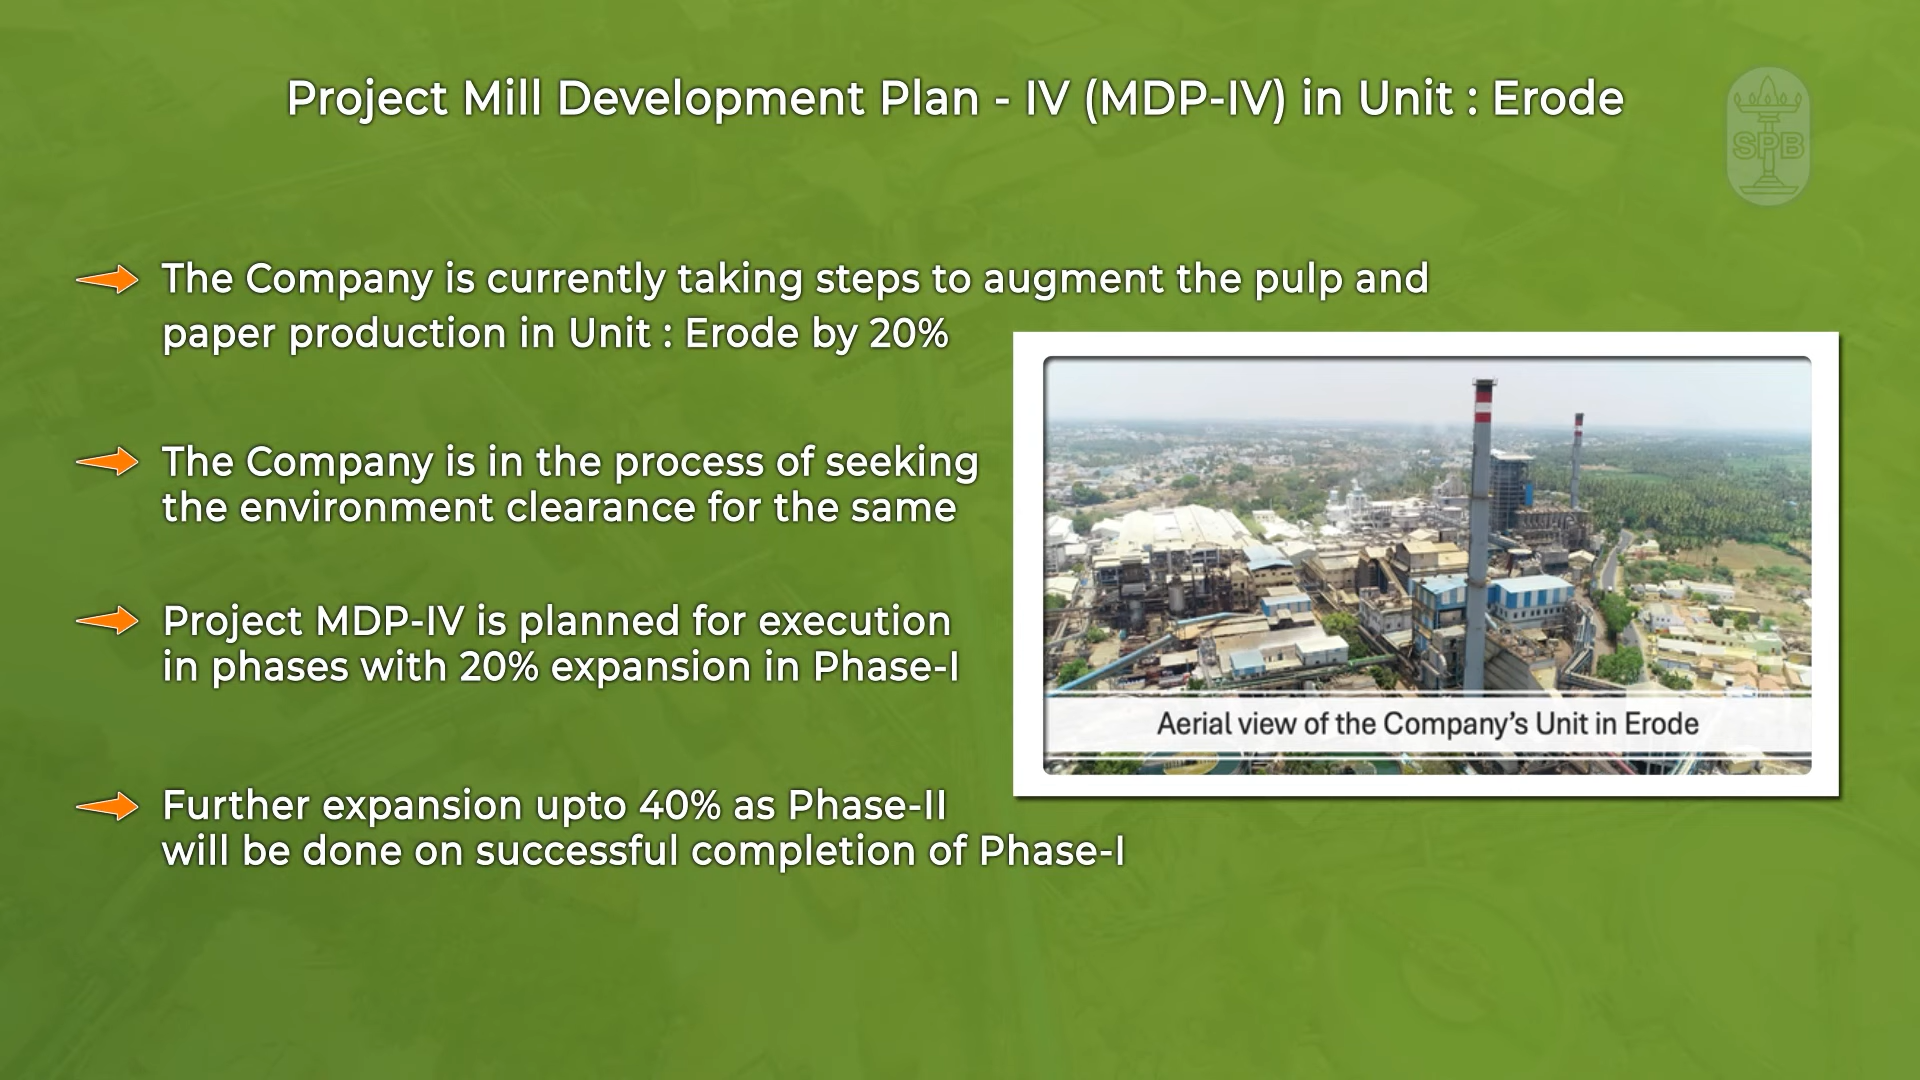 Project Mill Development Plan - IV (MDP-IV) in Unit : Erode
SPB
The Company is currently taking steps to augment the pulp and
paper production in Unit : Erode by 20%
The Company is in the process of seeking
the environment clearance for the same
Project MDP-IV is planned for execution
in phases with 20% expansion in Phase-I
Further expansion upto 40% as Phase-II
will be done on successful completion of Phase-I
Aerial view of the Company's Unit in Erode